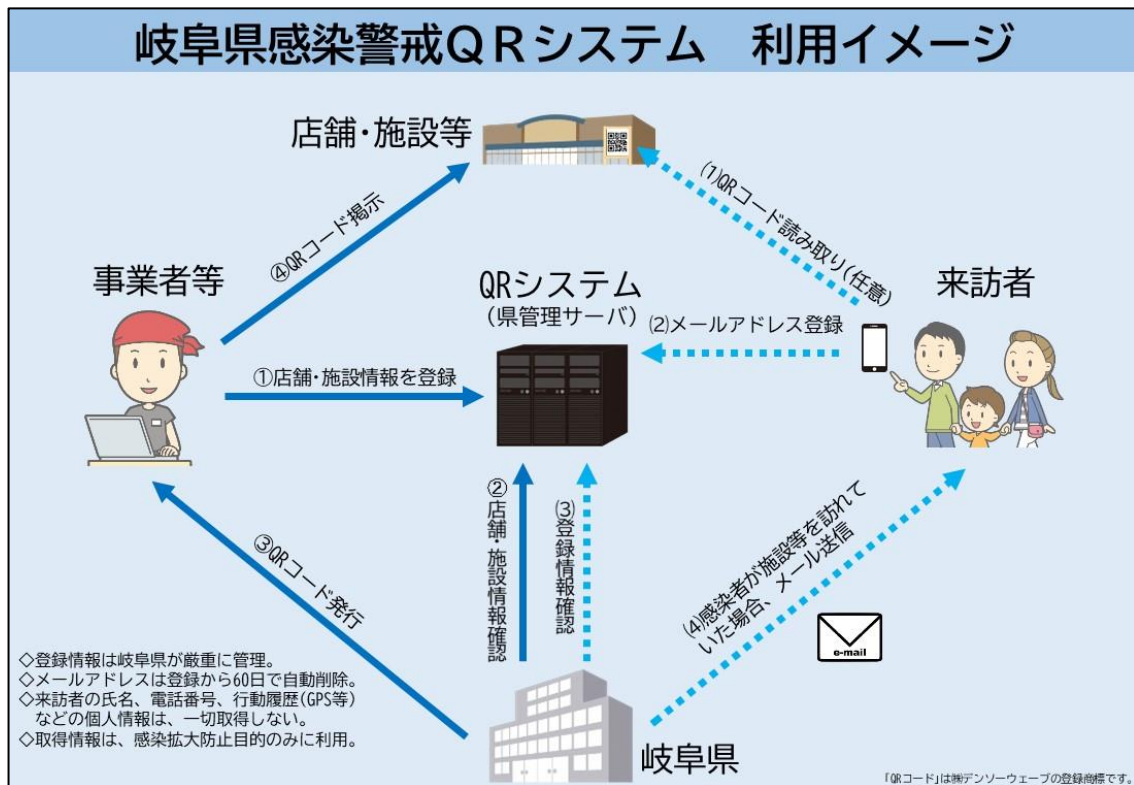 岐阜県感染警戒QRシステム 利用イメージ
店舗・施設等
④QRコード掲示
⑴QRコード読み取り(任意)
事業者等
QRシステム
(県管理サーバ)
来訪者
⑵メールアドレス登録
①店舗・施設情報を登録
③QRコード発行
②店舗・施設情報確認
⑶登録情報確認
⑷感染者が施設等を訪れて
いた場合、メール送信
e-mail
◇登録情報は岐阜県が厳重に管理。
◇メールアドレスは登録から60日で自動削除。
◇来訪者の氏名、電話番号、行動履歴(GPS等)
などの個人情報は、一切取得しない。
◇取得情報は、感染拡大防止目的のみに利用。
岐阜県
「QRコード」は㈱デンソーウェーブの登録商標です。